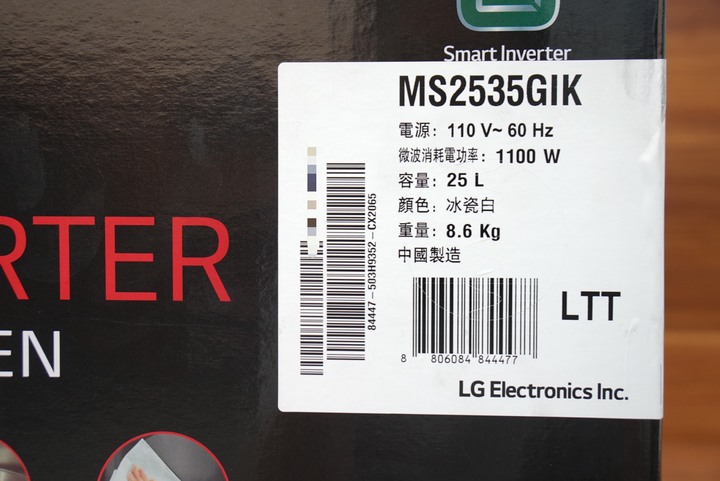 Smart Inverter
MS2535GIK
電源: 110 V~ 60 Hz
微波消耗電功率: 1100 W
容量: 25 L
顏色: 冰瓷白
重量: 8.6 Kg
中國製造
84447-503H9352-CX2065
8 806084 844477
LTT
LG Electronics Inc.
RTER
EN